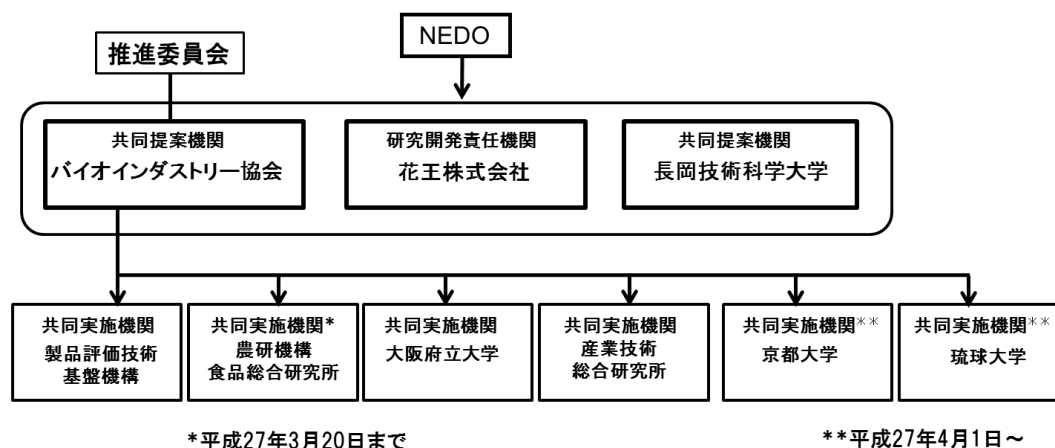 NEDO
推進委員会
共同提案機関
バイオインダストリー協会
研究開発責任機関
花王株式会社
共同提案機関
長岡技術科学大学
共同実施機関
製品評価技術
基盤機構
共同実施機関*
農研機構
食品総合研究所
共同実施機関
大阪府立大学
共同実施機関
産業技術
総合研究所
共同実施機関**
京都大学
共同実施機関**
琉球大学
*平成27年3月20日まで
**平成27年4月1日～